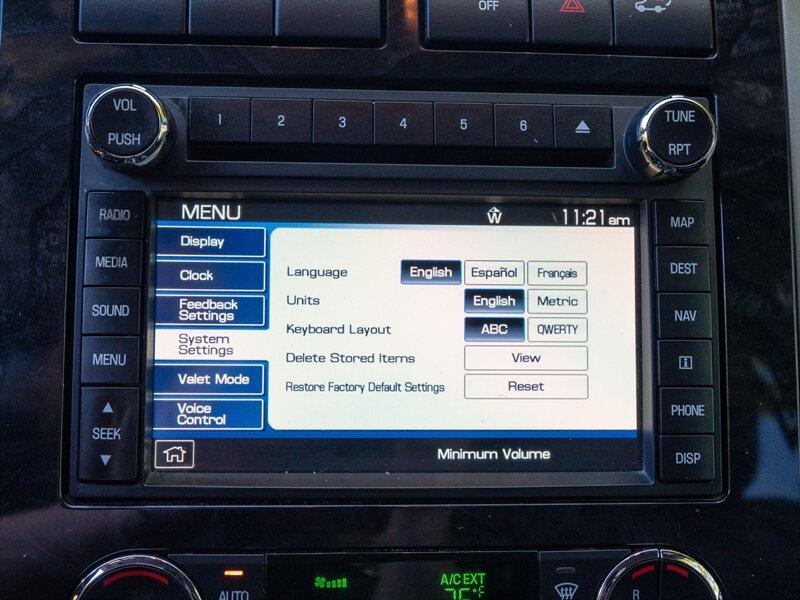 OFF
VOL
PUSH
1 2 3 4 5 6
TUNE
RPT
RADIO
MEDIA
SOUND
MENU
SEEK
MENU W 11:21am
Display
Clock
Feedback
Settings
System
Settings
Valet Mode
Voice
Control
Language English Español Français
Units English Metric
Keyboard Layout ABC QWERTY
Delete Stored Items View
Restore Factory Default Settings Reset
Minimum Volume
MAP
DEST
NAV
i
PHONE
DISP
AUTO
A/C EXT
°F
R